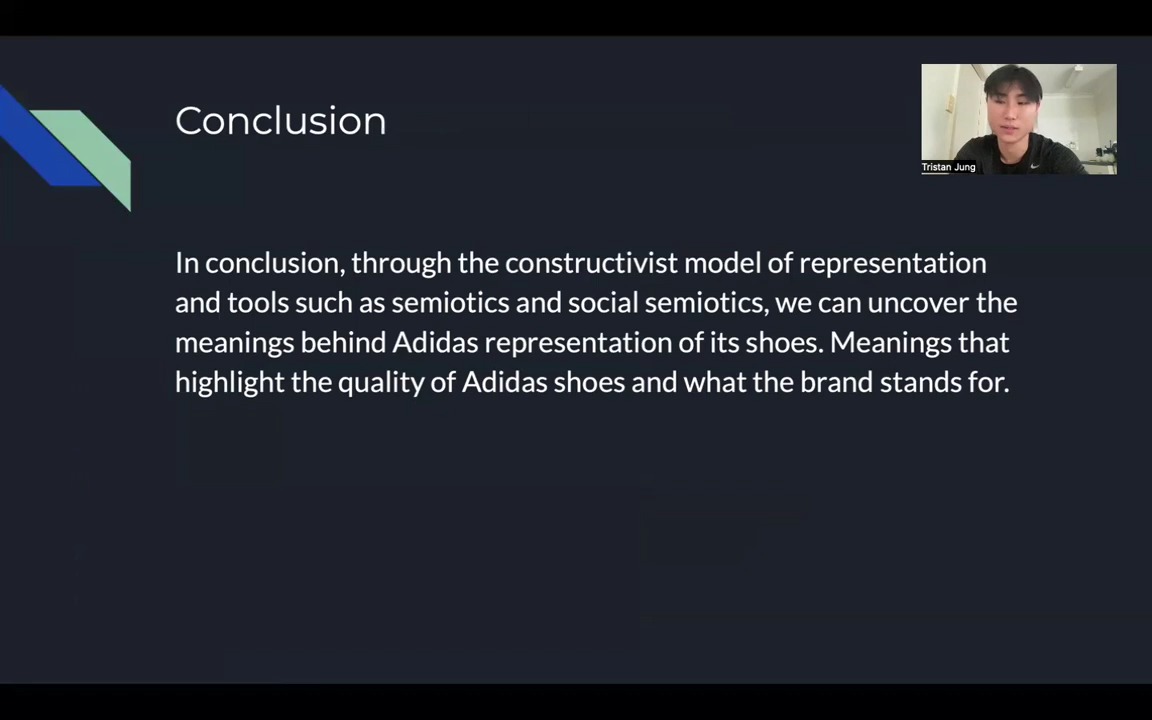 Conclusion
Tristan Jung
In conclusion, through the constructivist model of representation
and tools such as semiotics and social semiotics, we can uncover the
meanings behind Adidas representation of its shoes. Meanings that
highlight the quality of Adidas shoes and what the brand stands for.